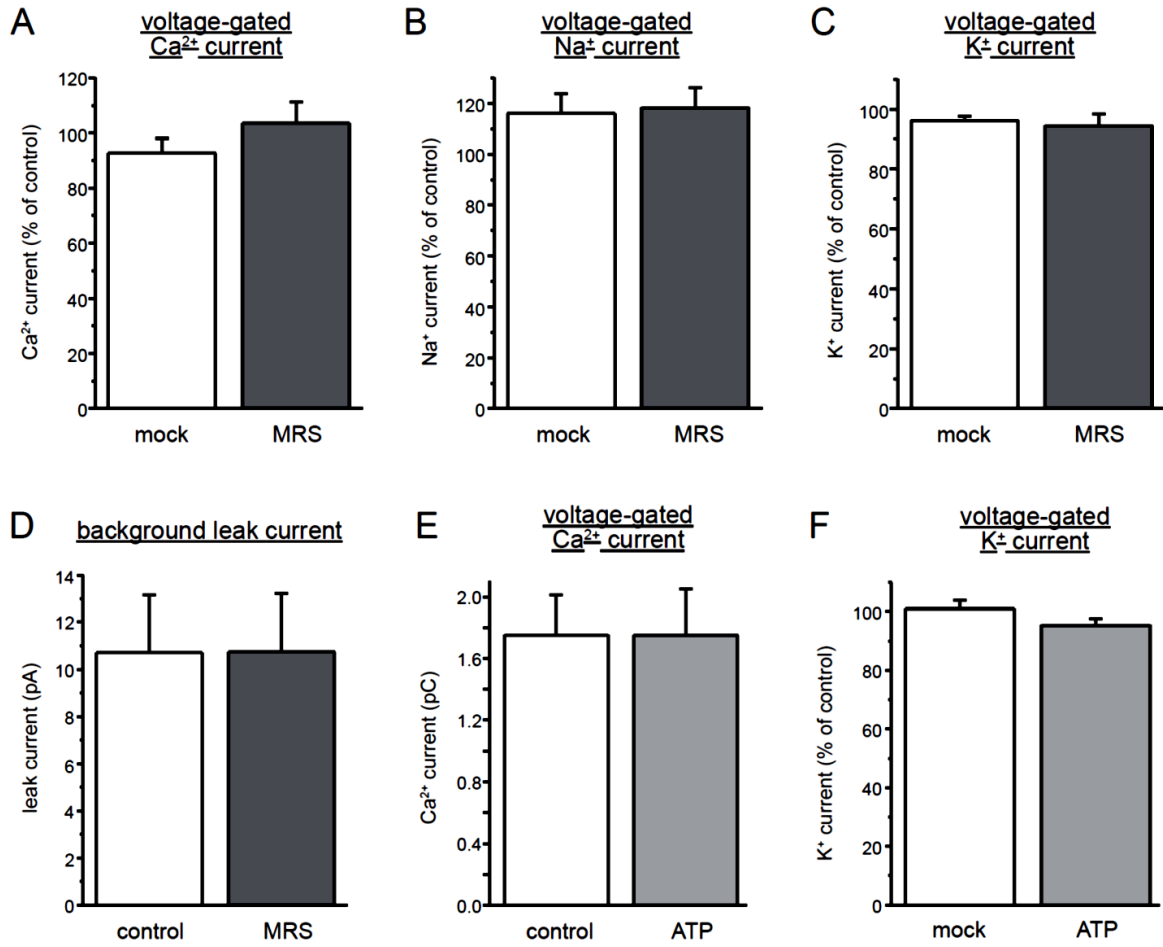 A
voltage-gated
Ca²⁺ current
Ca²⁺ current (% of control)
120
100
80
60
40
20
0
mock
MRS
B
voltage-gated
Na⁺ current
Na⁺ current (% of control)
120
100
80
60
40
20
0
mock
MRS
C
voltage-gated
K⁺ current
K⁺ current (% of control)
100
80
60
40
20
0
mock
MRS
D
background leak current
leak current (pA)
14
12
10
8
6
4
2
0
control
MRS
E
voltage-gated
Ca²⁺ current
Ca²⁺ current (pC)
2.0
1.6
1.2
0.8
0.4
0.0
control
ATP
F
voltage-gated
K⁺ current
K⁺ current (% of control)
100
80
60
40
20
0
mock
ATP